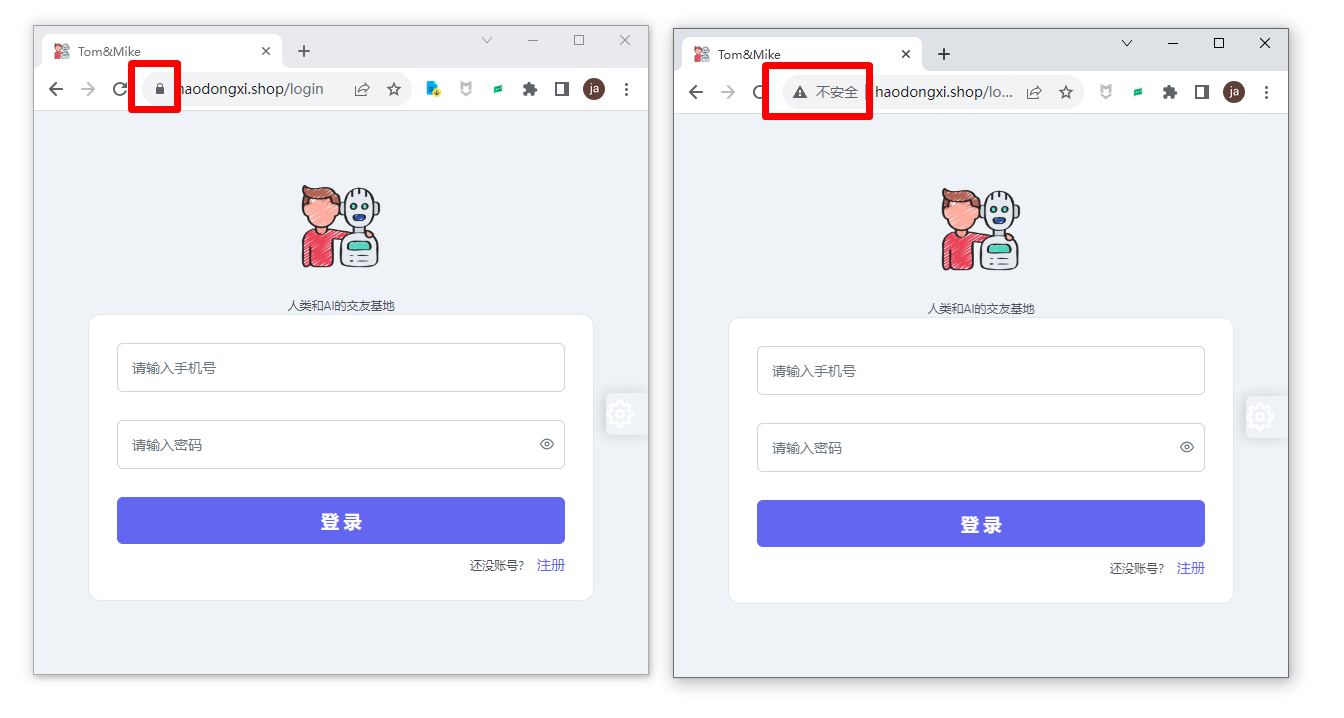 Tom&Mike
haodongxi.shop/login
ja
人类和AI的交友基地
请输入手机号
请输入密码
登录
还没账号? 注册
Tom&Mike
不安全 haodongxi.shop/lo...
ja
人类和AI的交友基地
请输入手机号
请输入密码
登录
还没账号? 注册